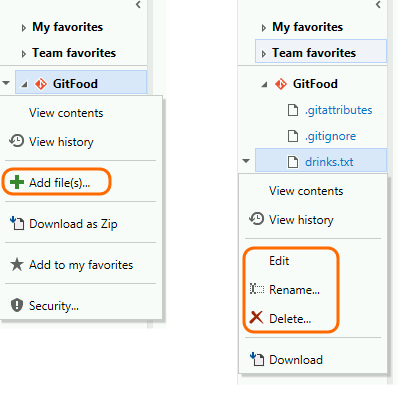 My favorites
Team favorites
GitFood
View contents
View history
Add file(s)...
Download as Zip
Add to my favorites
Security...
My favorites
Team favorites
GitFood
.gitattributes
.gitignore
drinks.txt
View contents
View history
Edit
Rename...
Delete...
Download